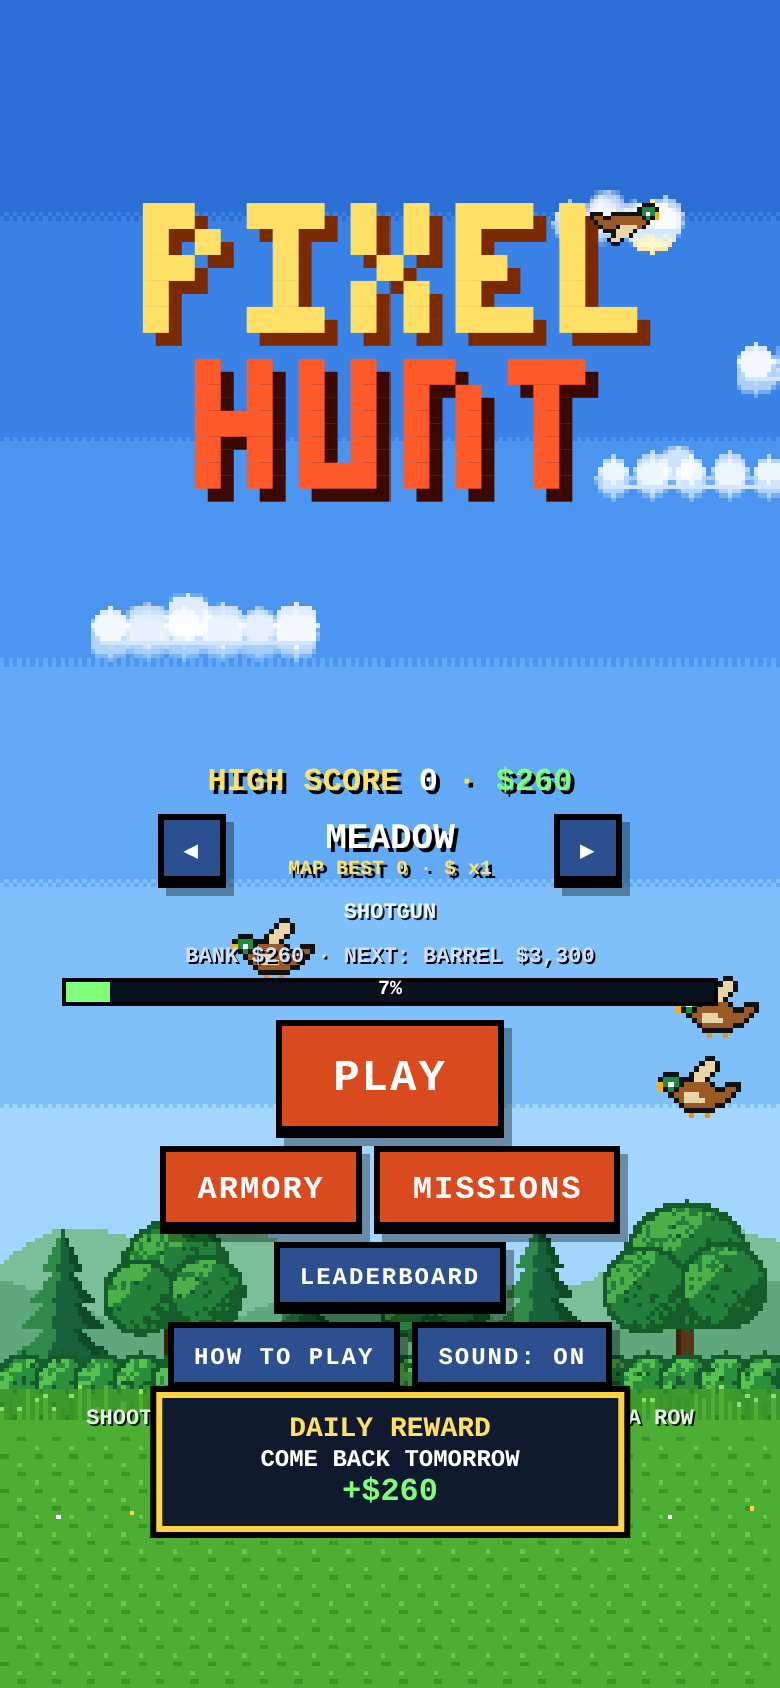 PIXEL
HUNT
HIGH SCORE 0 · $260
◄ MEADOW ►
MAP BEST 0 · $ x1
SHOTGUN
BANK $260 · NEXT: BARREL $3,300
7%
PLAY
ARMORY MISSIONS
LEADERBOARD
HOW TO PLAY SOUND: ON
SHOOT A ROW
DAILY REWARD
COME BACK TOMORROW
+$260